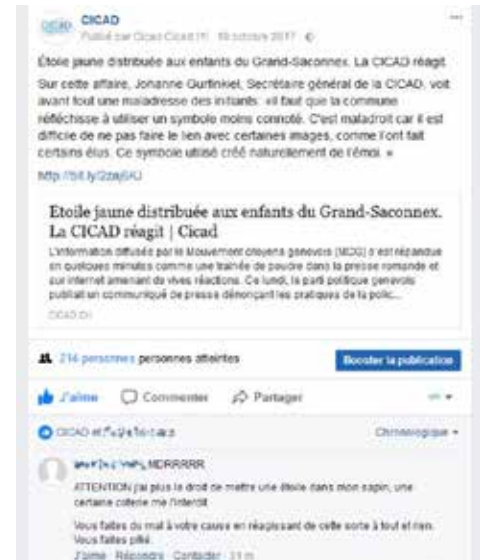 CICAD
Publié par Cicad Cicad · 19 octobre 2017
Étoile jaune distribuée aux enfants du Grand-Saconnex. La CICAD réagit
Sur cette affaire, Johanne Gurfinkiel, Secrétaire général de la CICAD, voit
avant tout une maladresse des initiants: «Il faut que la commune
réfléchisse à utiliser un symbole moins connoté. C'est maladroit car il est
difficile de ne pas faire le lien avec certaines images, comme l'ont fait
certains élus. Ce symbole utilisé créé naturellement de l'émoi. »
Etoile jaune distribuée aux enfants du Grand-Saconnex.
La CICAD réagit | Cicad
L'information diffusée par le Mouvement citoyens genevois (MCG) s'est répandue
en quelques minutes comme une traînée de poudre dans la presse romande et
sur internet amenant de vives réactions. Ce lundi, le parti politique genevois
publiait un communiqué de presse dénonçant les pratiques de la polic...
CICAD.CH
214 personnes personnes atteintes
Booster la publication
J'aime Commenter Partager
CICAD et
Chronologique
MDRRRRR
ATTENTION j'ai plus le droit de mettre une étoile dans mon sapin, une
certaine coterie me l'interdit
Vous faites du mal à votre cause en réagissant de cette sorte à tout et rien.
Vous faites pitié.
J'aime Répondre Contacter 21 m